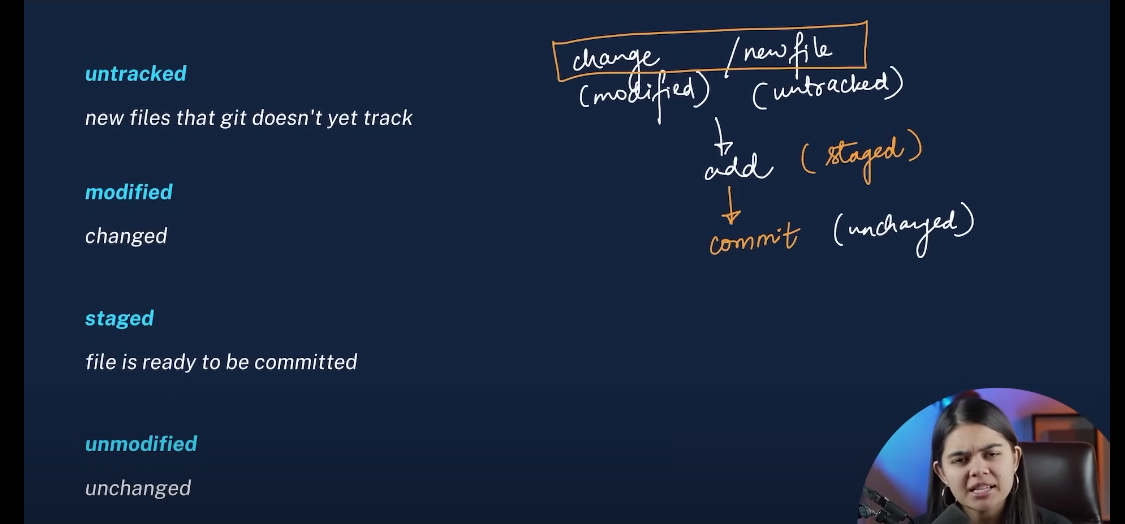 untracked
new files that git doesn't yet track
modified
changed
staged
file is ready to be committed
unmodified
unchanged
change / new file
(modified) (untracked)
add (staged)
commit (unchanged)